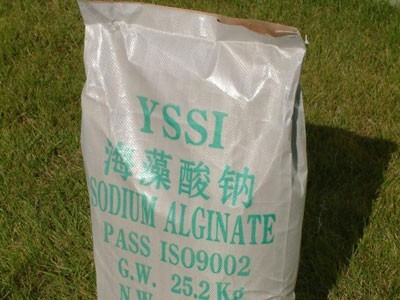 YSSI
海藻酸钠
SODIUM ALGINATE
PASS ISO9002
G.W. 25.2 Kg
N.W.